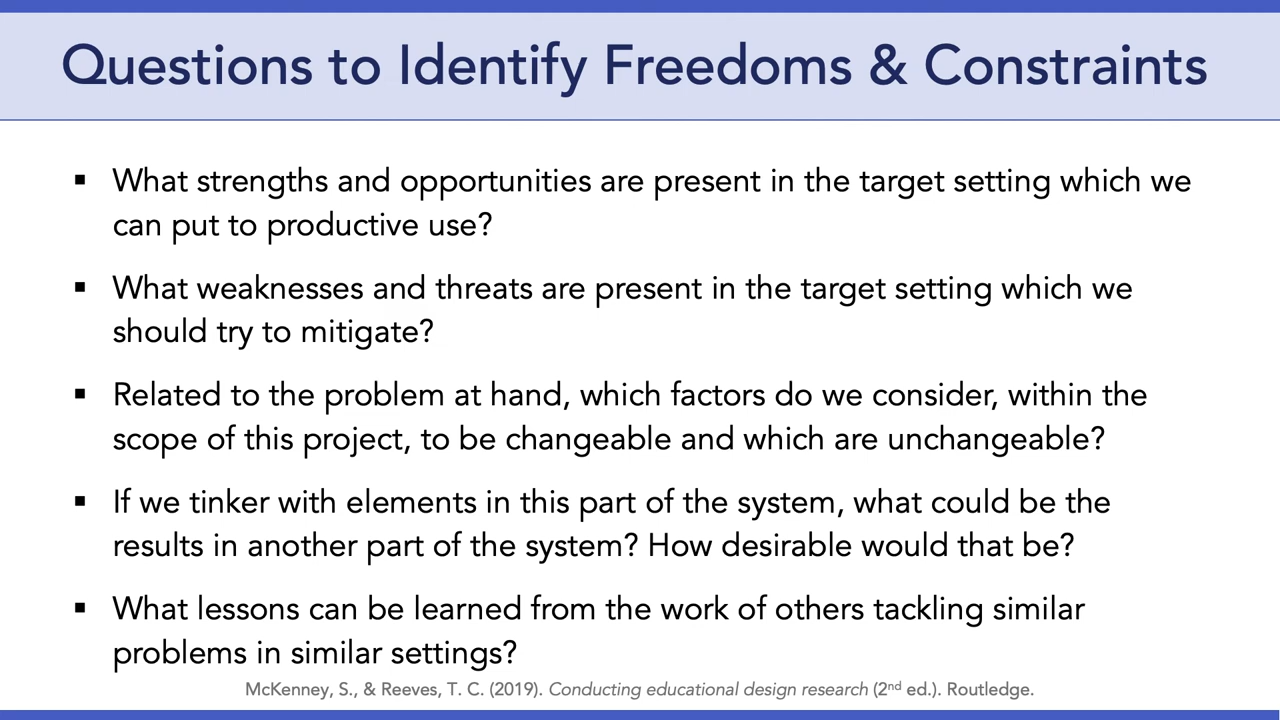 Questions to Identify Freedoms & Constraints
▪ What strengths and opportunities are present in the target setting which we
can put to productive use?
▪ What weaknesses and threats are present in the target setting which we
should try to mitigate?
▪ Related to the problem at hand, which factors do we consider, within the
scope of this project, to be changeable and which are unchangeable?
▪ If we tinker with elements in this part of the system, what could be the
results in another part of the system? How desirable would that be?
▪ What lessons can be learned from the work of others tackling similar
problems in similar settings?
McKenney, S., & Reeves, T. C. (2019). Conducting educational design research (2nd ed.). Routledge.